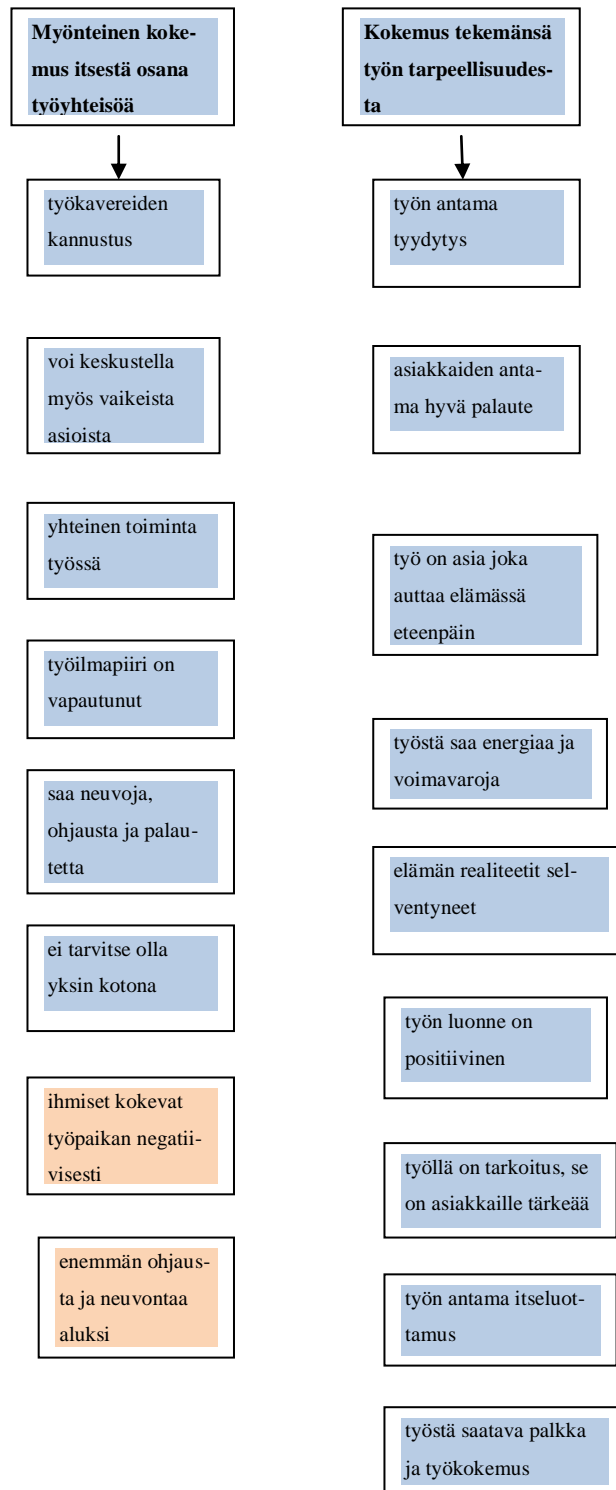 Myönteinen koke-
mus itsestä osana
työyhteisöä
työkavereiden
kannustus
voi keskustella
myös vaikeista
asioista
yhteinen toiminta
työssä
työilmapiiri on
vapautunut
saa neuvoja,
ohjausta ja palau-
tetta
ei tarvitse olla
yksin kotona
ihmiset kokevat
työpaikan negatii-
visesti
enemmän ohjaus-
ta ja neuvontaa
aluksi
Kokemus tekemänsä
työn tarpeellisuudes-
ta
työn antama
tyydytys
asiakkaiden anta-
ma hyvä palaute
työ on asia joka
auttaa elämässä
eteenpäin
työstä saa energiaa ja
voimavaroja
elämän realiteetit sel-
ventyneet
työn luonne on
positiivinen
työllä on tarkoitus, se
on asiakkaille tärkeää
työn antama itseluot-
tamus
työstä saatava palkka
ja työkokemus